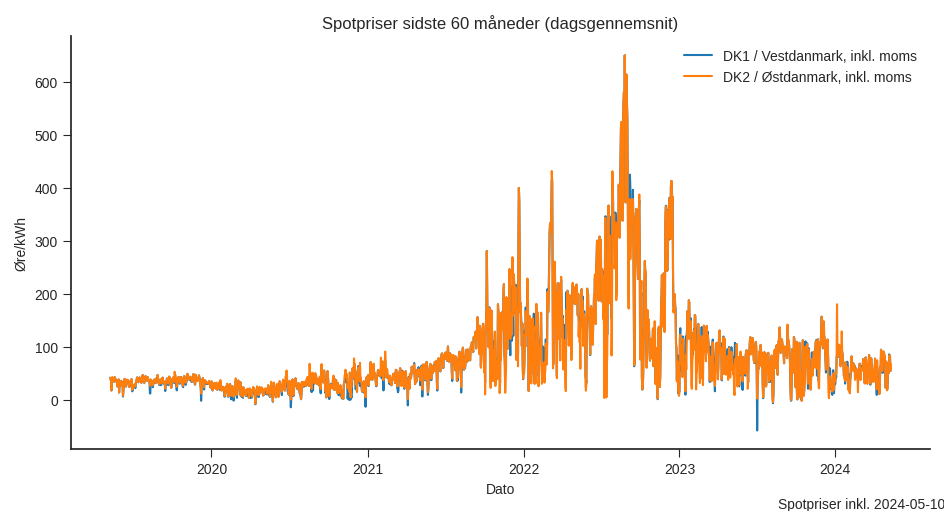 Spotpriser sidste 60 måneder (dagsgennemsnit)
DK1 / Vestdanmark, inkl. moms
DK2 / Østdanmark, inkl. moms
600
500
400
300
200
100
0
Øre/kWh
2020
2021
2022
2023
2024
Dato
Spotpriser inkl. 2024-05-10